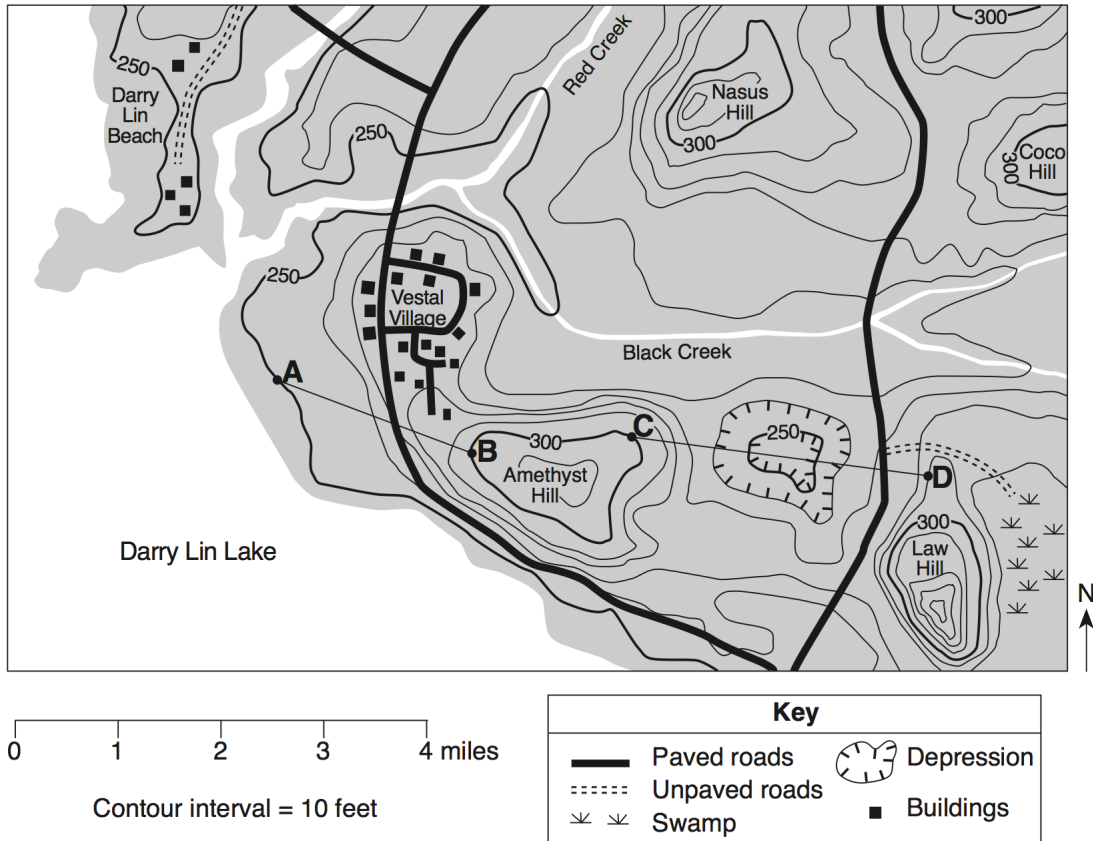 300
Red Creek
250
Darry
Lin
Beach
Nasus
Hill
300
250
Coco
Hill
300
250
Vestal
Village
Black Creek
A
C
300
250
B
Amethyst
Hill
D
300
Law
Hill
Darry Lin Lake
N
0 1 2 3 4 miles
Contour interval = 10 feet
Key
Paved roads
Unpaved roads
Swamp
Depression
Buildings